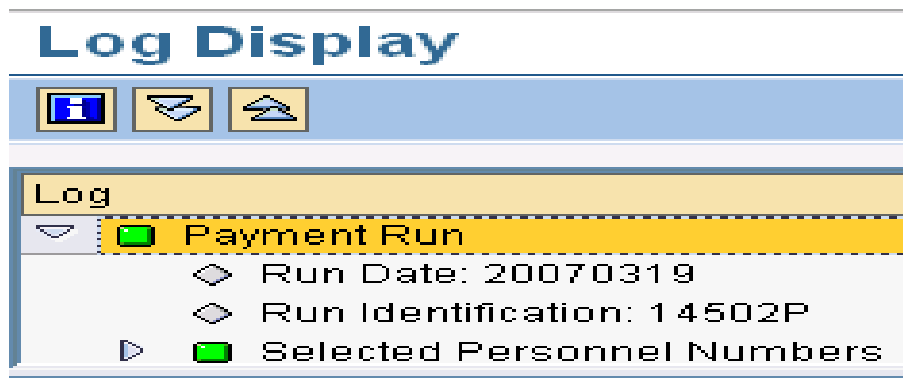 Log Display
Log
Payment Run
Run Date: 20070319
Run Identification: 14502P
Selected Personnel Numbers